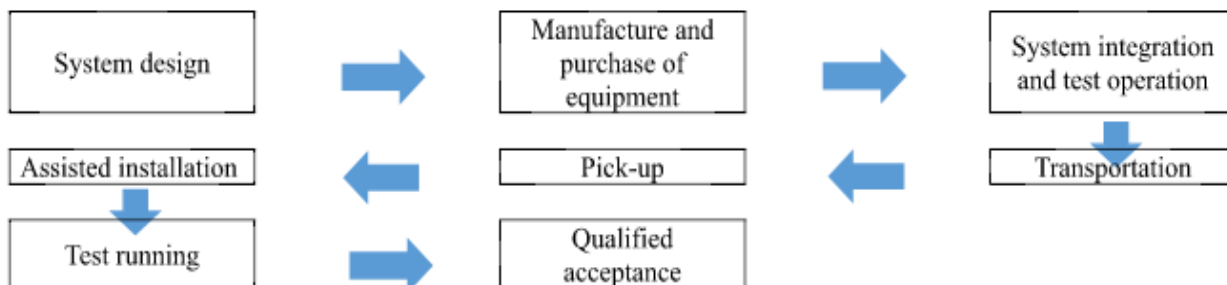 System design
Manufacture and
purchase of
equipment
System integration
and test operation
Assisted installation
Pick-up
Transportation
Test running
Qualified
acceptance